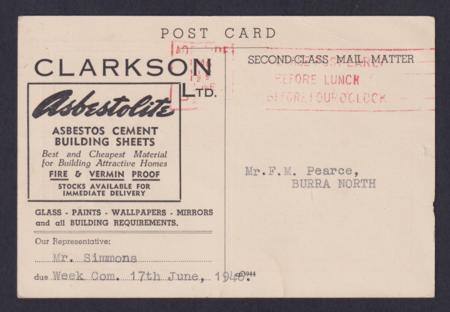 POST CARD
CLARKSON LTD.
Asbestolite
ASBESTOS CEMENT
BUILDING SHEETS
Best and Cheapest Material
for Building Attractive Homes
FIRE & VERMIN PROOF
STOCKS AVAILABLE FOR
IMMEDIATE DELIVERY
GLASS - PAINTS - WALLPAPERS - MIRRORS
and all BUILDING REQUIREMENTS.
Our Representative:
Mr. Simmons
due Week Com. 17th June, 1946.
SECOND-CLASS MAIL MATTER
EARLY
BEFORE LUNCH
BEFORE FOUR O'CLOCK
Mr. F.M. Pearce,
BURRA NORTH